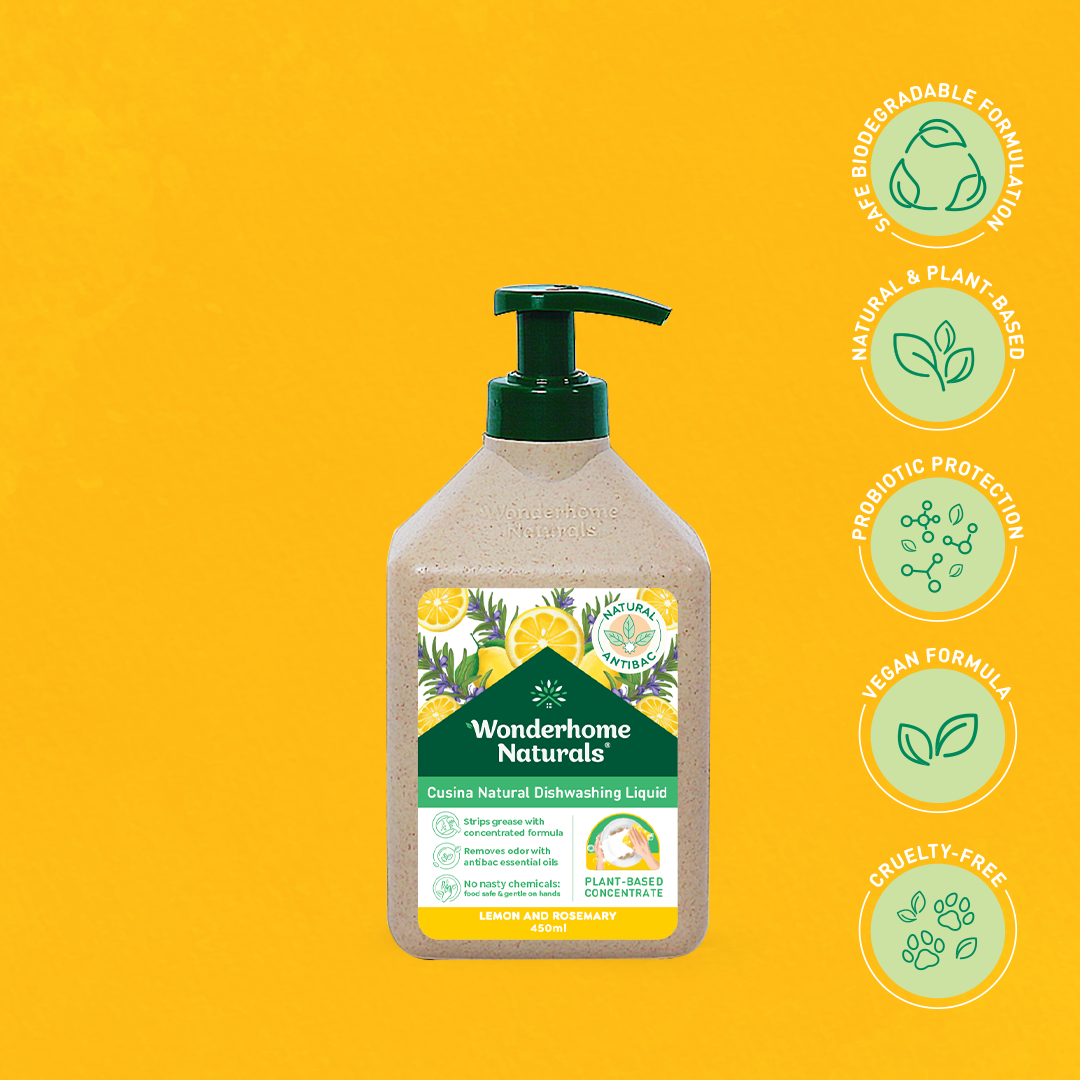 SAFE BIODEGRADABLE FORMULATION
NATURAL & PLANT-BASED
PROBIOTIC PROTECTION
VEGAN FORMULA
CRUELTY-FREE
Wonderhome
Naturals
NATURAL
ANTIBAC
Wonderhome
Naturals®
Cusina Natural Dishwashing Liquid
Strips grease with
concentrated formula
Removes odor with
antibac essential oils
No nasty chemicals:
food safe & gentle on hands
PLANT-BASED
CONCENTRATE
LEMON AND ROSEMARY
450ml